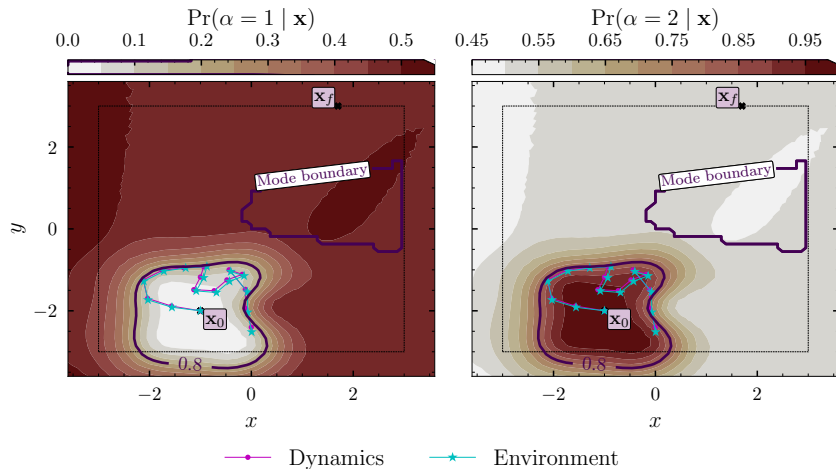 Pr(α = 1 | x)
Pr(α = 2 | x)
0.0 0.1 0.2 0.3 0.4 0.5
0.45 0.55 0.65 0.75 0.85 0.95
x_f
x_f
Mode boundary
Mode boundary
x_0
x_0
0.8
0.8
2
0
−2
y
−2 0 2
−2 0 2
x
x
Dynamics
Environment